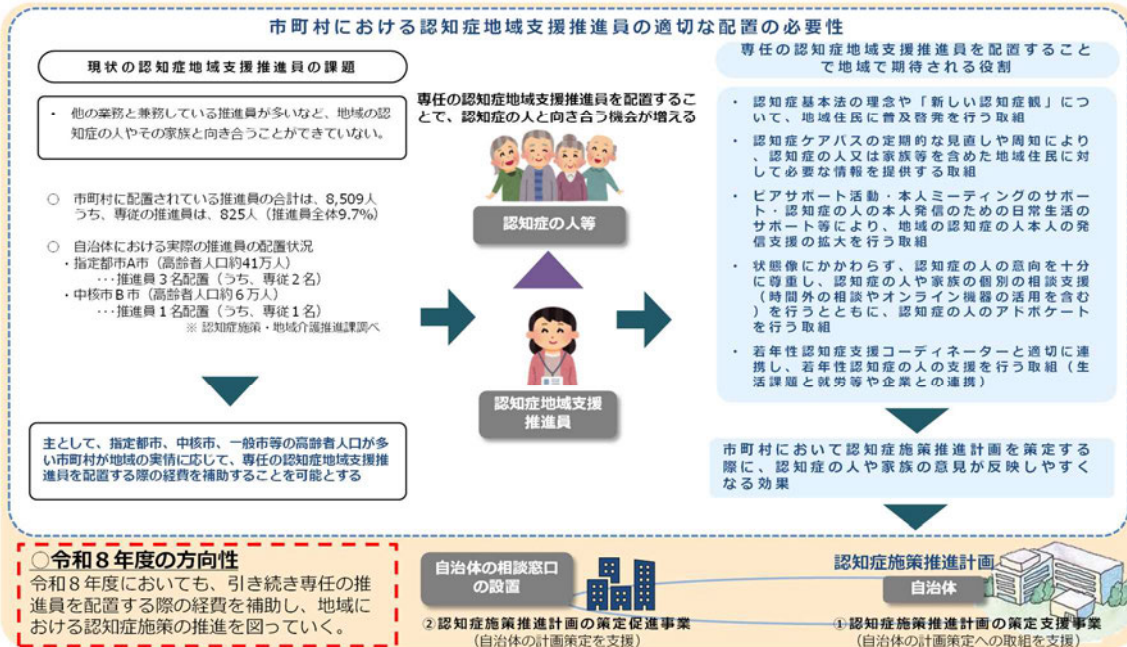 市町村における認知症地域支援推進員の適切な配置の必要性
現状の認知症地域支援推進員の課題
・ 他の業務と兼務している推進員が多いなど、地域の認
知症の人やその家族と向き合うことができていない。
○ 市町村に配置されている推進員の合計は、8,509人
うち、専従の推進員は、825人（推進員全体9.7%）
○ 自治体における実際の推進員の配置状況
・指定都市A市（高齢者人口約41万人）
･･･推進員３名配置（うち、専従２名）
・中核市Ｂ市（高齢者人口約６万人）
･･･推進員１名配置（うち、専従１名）
※ 認知症施策・地域介護推進課調べ
主として、指定都市、中核市、一般市等の高齢者人口が多
い市町村が地域の実情に応じて、専任の認知症地域支援推
進員を配置する際の経費を補助することを可能とする
専任の認知症地域支援推進員を配置するこ
とで、認知症の人と向き合う機会が増える
認知症の人等
認知症地域支援
推進員
専任の認知症地域支援推進員を配置すること
で地域で期待される役割
・ 認知症基本法の理念や「新しい認知症観」につ
いて、地域住民に普及啓発を行う取組
・ 認知症ケアパスの定期的な見直しや周知により
、認知症の人又は家族等を含めた地域住民に対
して必要な情報を提供する取組
・ ピアサポート活動・本人ミーティングのサポー
ト・認知症の人の本人発信のための日常生活の
サポート等により、地域の認知症の人本人の発
信支援の拡大を行う取組
・ 状態像にかかわらず、認知症の人の意向を十分
に尊重し、認知症の人や家族の個別の相談支援
（時間外の相談やオンライン機器の活用を含む
）を行うとともに、認知症の人のアドボケート
を行う取組
・ 若年性認知症支援コーディネーターと適切に連
携し、若年性認知症の人の支援を行う取組（生
活課題と就労等や企業との連携）
市町村において認知症施策推進計画を策定する
際に、認知症の人や家族の意見が反映しやすく
なる効果
○令和８年度の方向性
令和８年度においても、引き続き専任の推
進員を配置する際の経費を補助し、地域に
おける認知症施策の推進を図っていく。
自治体の相談窓口
の設置
②認知症施策推進計画の策定促進事業
（自治体の計画策定を支援）
認知症施策推進計画
自治体
①認知症施策推進計画の策定支援事業
（自治体の計画策定への取組を支援）